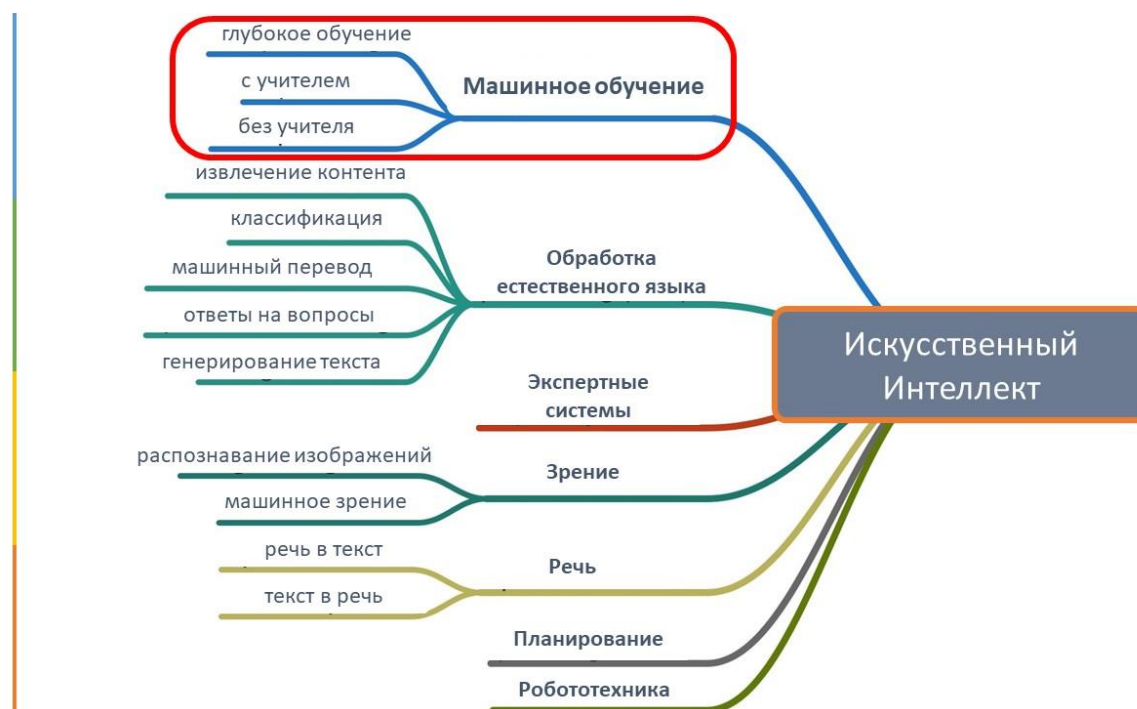 глубокое обучение
с учителем
без учителя
Машинное обучение
извлечение контента
классификация
машинный перевод
ответы на вопросы
генерирование текста
Обработка
естественного языка
Экспертные
системы
распознавание изображений
машинное зрение
Зрение
речь в текст
текст в речь
Речь
Планирование
Робототехника
Искусственный
Интеллект